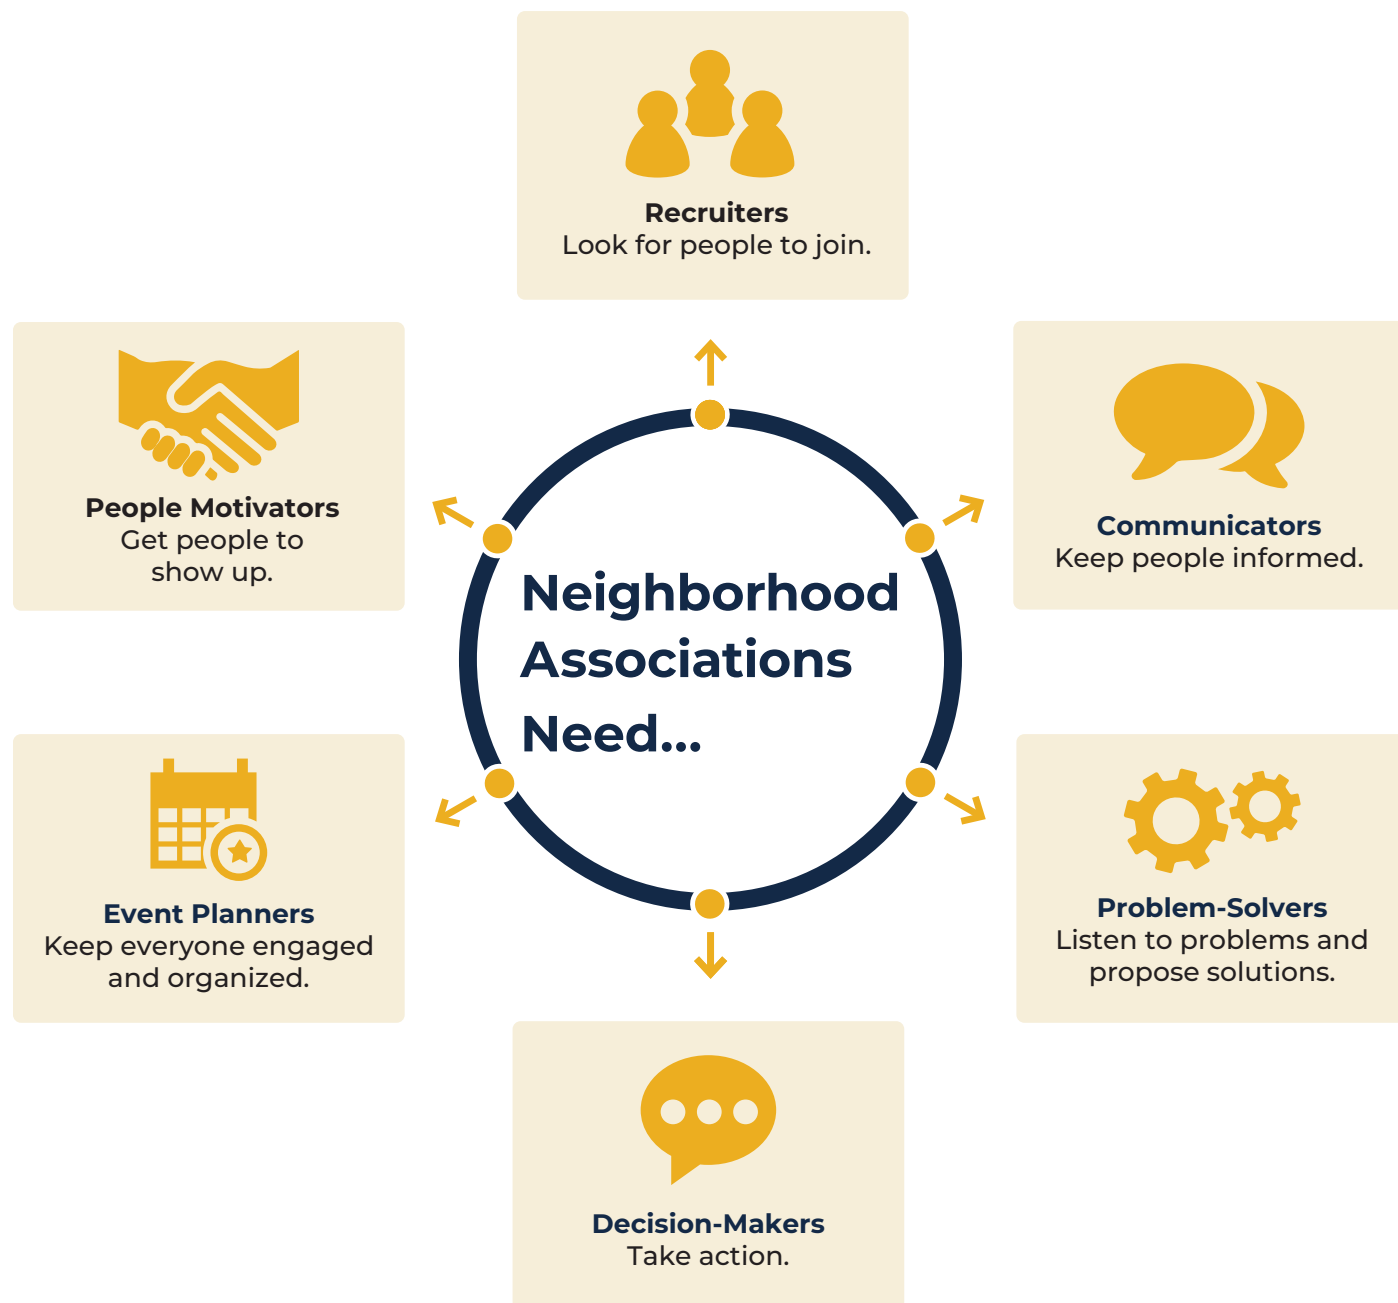 Recruiters
Look for people to join.
People Motivators
Get people to
show up.
Communicators
Keep people informed.
Neighborhood
Associations
Need...
Event Planners
Keep everyone engaged
and organized.
Problem-Solvers
Listen to problems and
propose solutions.
Decision-Makers
Take action.